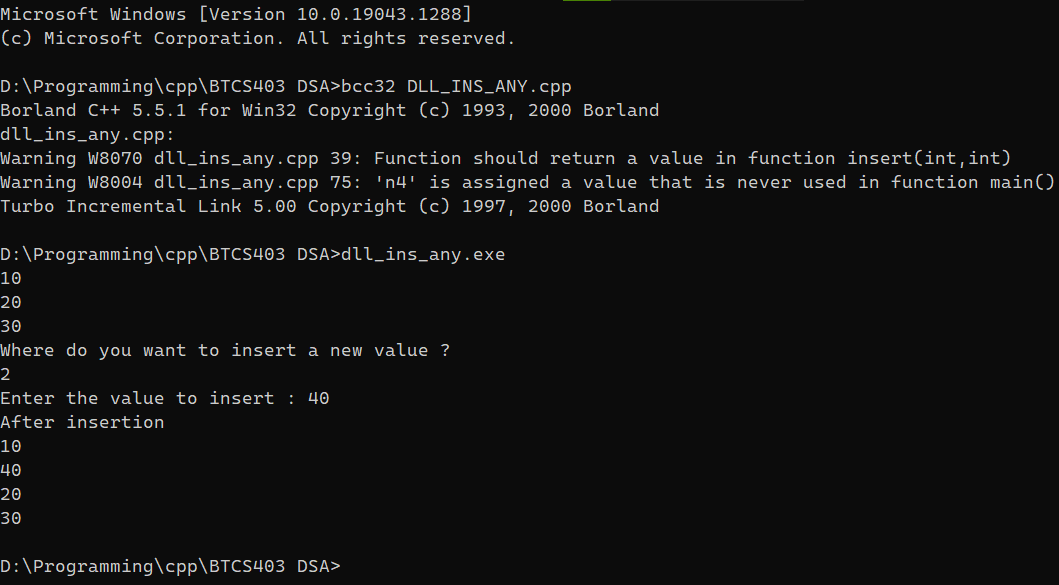 Microsoft Windows [Version 10.0.19043.1288]
(c) Microsoft Corporation. All rights reserved.
D:\Programming\cpp\BTCS403 DSA>bcc32 DLL_INS_ANY.cpp
Borland C++ 5.5.1 for Win32 Copyright (c) 1993, 2000 Borland
dll_ins_any.cpp:
Warning W8070 dll_ins_any.cpp 39: Function should return a value in function insert(int,int)
Warning W8004 dll_ins_any.cpp 75: 'n4' is assigned a value that is never used in function main()
Turbo Incremental Link 5.00 Copyright (c) 1997, 2000 Borland
D:\Programming\cpp\BTCS403 DSA>dll_ins_any.exe
10
20
30
Where do you want to insert a new value ?
2
Enter the value to insert : 40
After insertion
10
40
20
30
D:\Programming\cpp\BTCS403 DSA>